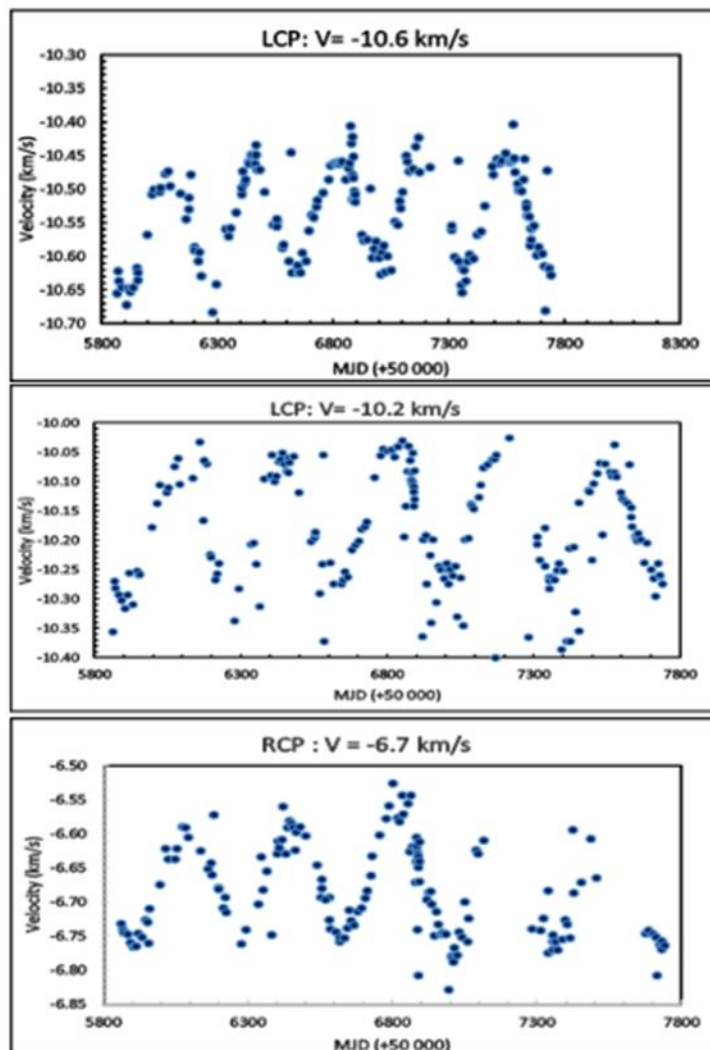 LCP: V= -10.6 km/s
-10.30
-10.35
-10.40
-10.45
-10.50
-10.55
-10.60
-10.65
-10.70
Velocity (km/s)
5800 6300 6800 7300 7800 8300
MJD (+50 000)
LCP: V= -10.2 km/s
-10.00
-10.05
-10.10
-10.15
-10.20
-10.25
-10.30
-10.35
-10.40
Velocity (km/s)
5800 6300 6800 7300 7800
MJD (+50 000)
RCP : V = -6.7 km/s
-6.50
-6.55
-6.60
-6.65
-6.70
-6.75
-6.80
-6.85
Velocity (km/s)
5800 6300 6800 7300 7800
MJD (+50 000)